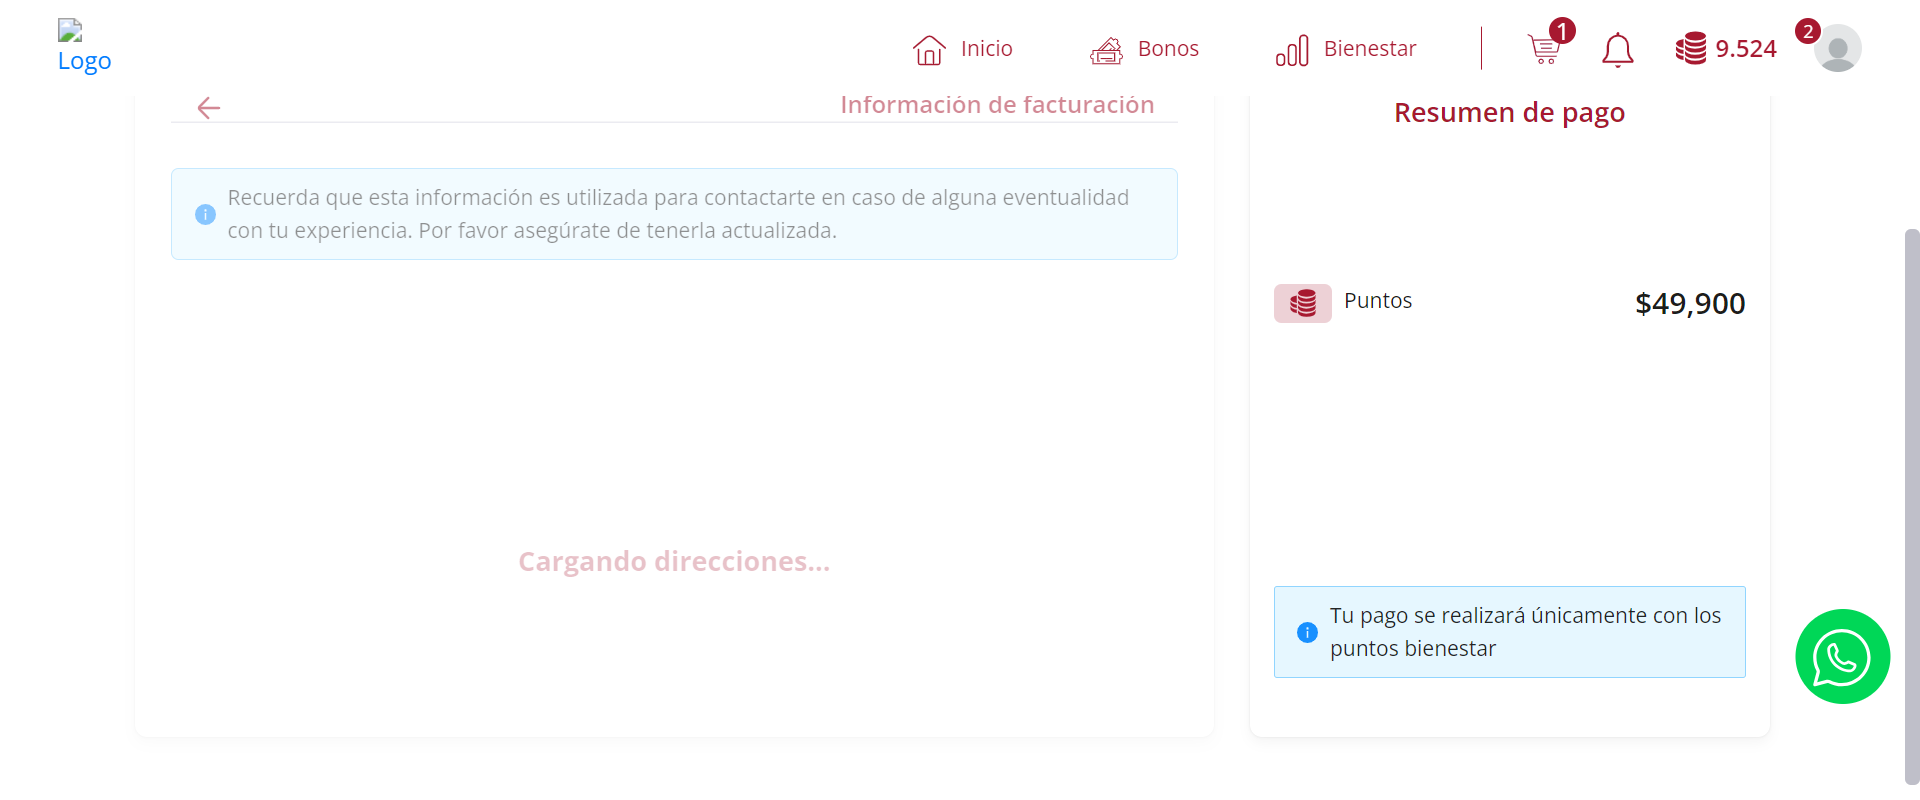 Logo
Inicio
Bonos
Bienestar
1
9.524
2
Información de facturación
Recuerda que esta información es utilizada para contactarte en caso de alguna eventualidad
con tu experiencia. Por favor asegúrate de tenerla actualizada.
Cargando direcciones...
Resumen de pago
Puntos
$49,900
Tu pago se realizará únicamente con los
puntos bienestar